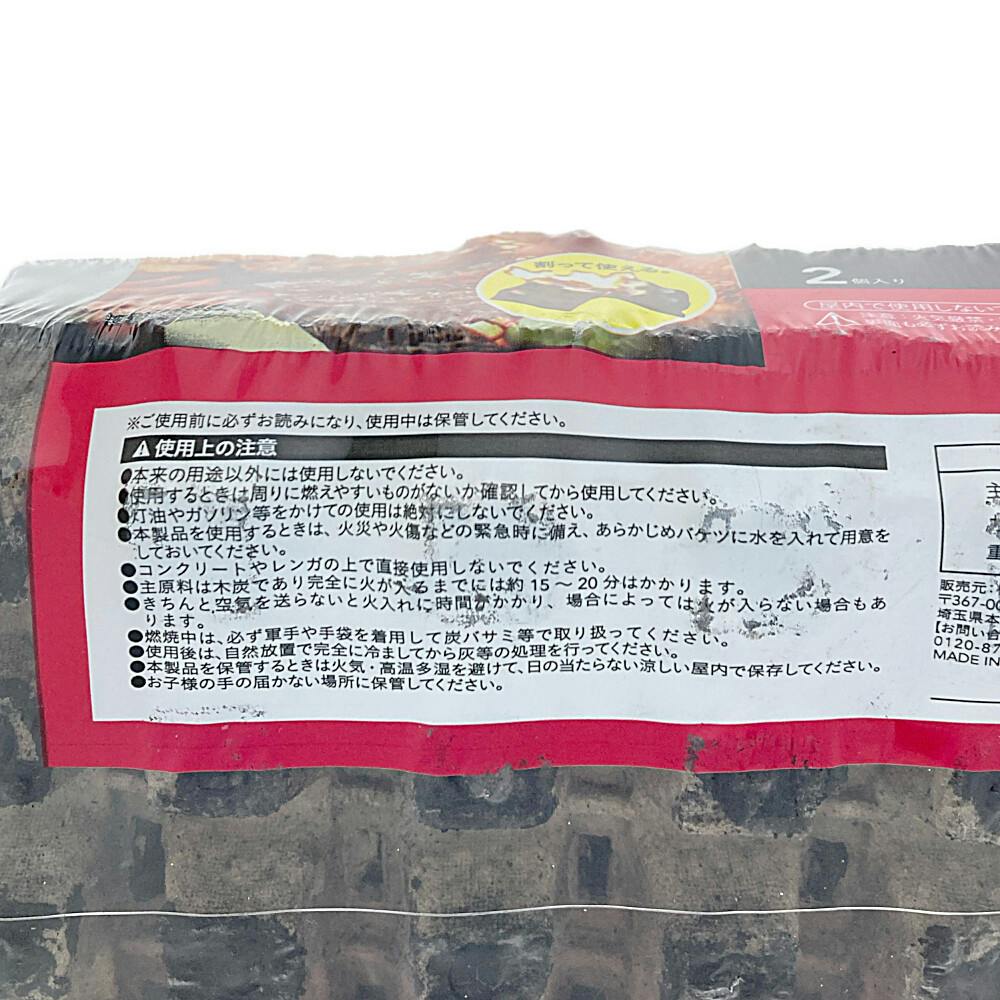 割って使える。
2 個入り
屋内で使用しない
※ご使用前に必ずお読みになり、使用中は保管してください。
使用上の注意
●本来の用途以外には使用しないでください。
●使用するときは周りに燃えやすいものがないか確認してから使用してください。
●灯油やガソリン等をかけての使用は絶対にしないでください。
●本製品を使用するときは、火災や火傷などの緊急時に備え、あらかじめバケツに水を入れて用意を
しておいてください。
●コンクリートやレンガの上で直接使用しないでください。
●主原料は木炭であり完全に火が入るまでには約15～20分はかかります。
●きちんと空気を送らないと火入れに時間がかかり、場合によっては火が入らない場合もあ
ります。
●燃焼中は、必ず軍手や手袋を着用して炭バサミ等で取り扱ってください。
●使用後は、自然放置で完全に冷ましてから灰等の処理を行ってください。
●本製品を保管するときは火気・高温多湿を避けて、日の当たらない涼しい屋内で保存してください。
●お子様の手の届かない場所に保管してください。
主
重
販売元:
〒367-00
埼玉県本
【お問い合
0120-87
MADE IN